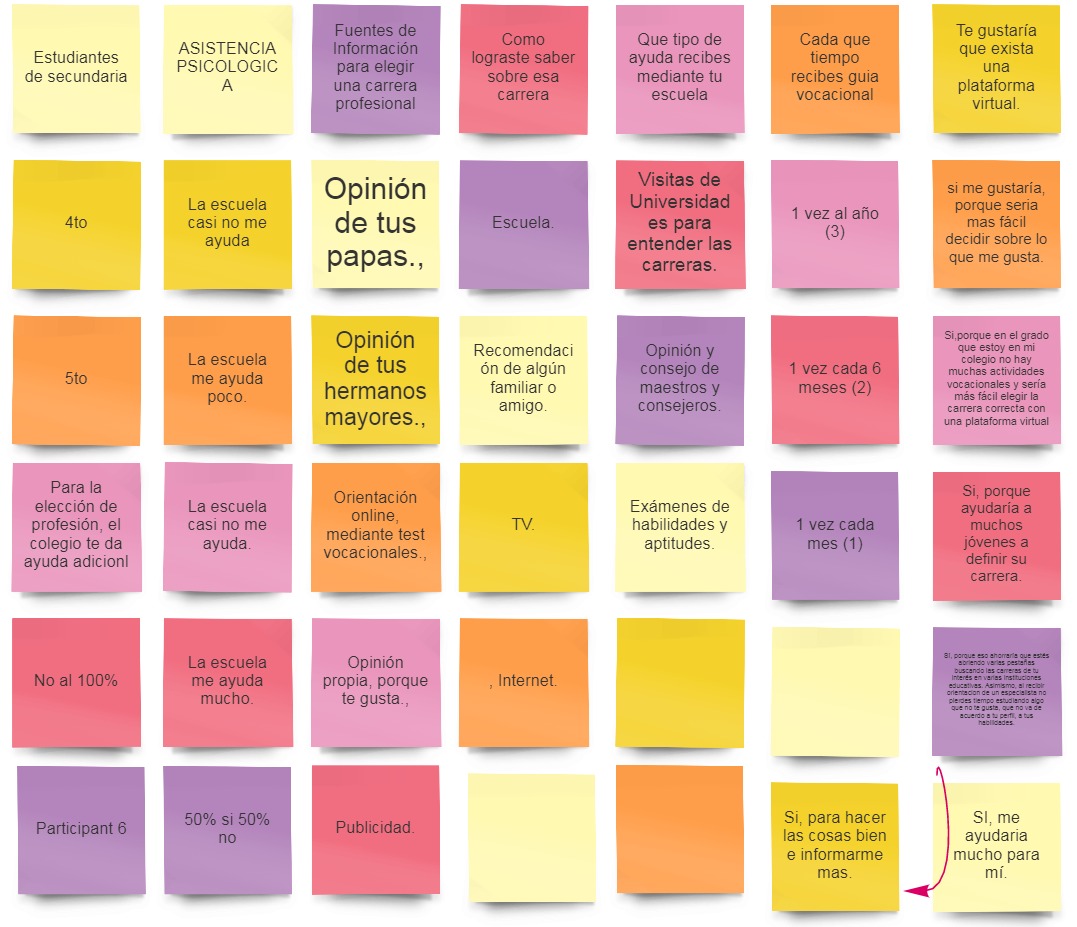 Estudiantes
de secundaria
ASISTENCIA
PSICOLOGIC
A
Fuentes de
Información
para elegir
una carrera
profesional
Como
lograste saber
sobre esa
carrera
Que tipo de
ayuda recibes
mediante tu
escuela
Cada que
tiempo
recibes guia
vocacional
Te gustaría
que exista
una
plataforma
virtual.
4to
La escuela
casi no me
ayuda
Opinión
de tus
papas.,
Escuela.
Visitas de
Universidad
es para
entender las
carreras.
1 vez al año
(3)
si me gustaría,
porque seria
mas fácil
decidir sobre lo
que me gusta.
5to
La escuela
me ayuda
poco.
Opinión
de tus
hermanos
mayores.,
Recomendaci
ón de algún
familiar o
amigo.
Opinión y
consejo de
maestros y
consejeros.
1 vez cada 6
meses (2)
Si,porque en el grado
que estoy en mi
colegio no hay
muchas actividades
vocacionales y sería
más fácil elegir la
carrera correcta con
una plataforma virtual
Para la
elección de
profesión, el
colegio te da
ayuda adicionl
La escuela
casi no me
ayuda.
Orientación
online,
mediante test
vocacionales.,
TV.
Exámenes de
habilidades y
aptitudes.
1 vez cada
mes (1)
Si, porque
ayudaría a
muchos
jóvenes a
definir su
carrera.
No al 100%
La escuela
me ayuda
mucho.
Opinión
propia, porque
te gusta.,
, Internet.
SI, porque eso ahorraría que estés
abriendo varias pestañas
buscando las carreras de tu
interés en varias instituciones
educativas. Asimismo, al recibir
orientacion de un especialista no
pierdes tiempo estudiando algo
que no te gusta, que no va de
acuerdo a tu perfil, a tus
habilidades.
Participant 6
50% si 50%
no
Publicidad.
Si, para hacer
las cosas bien
e informarme
mas.
SI, me
ayudaria
mucho para
mí.